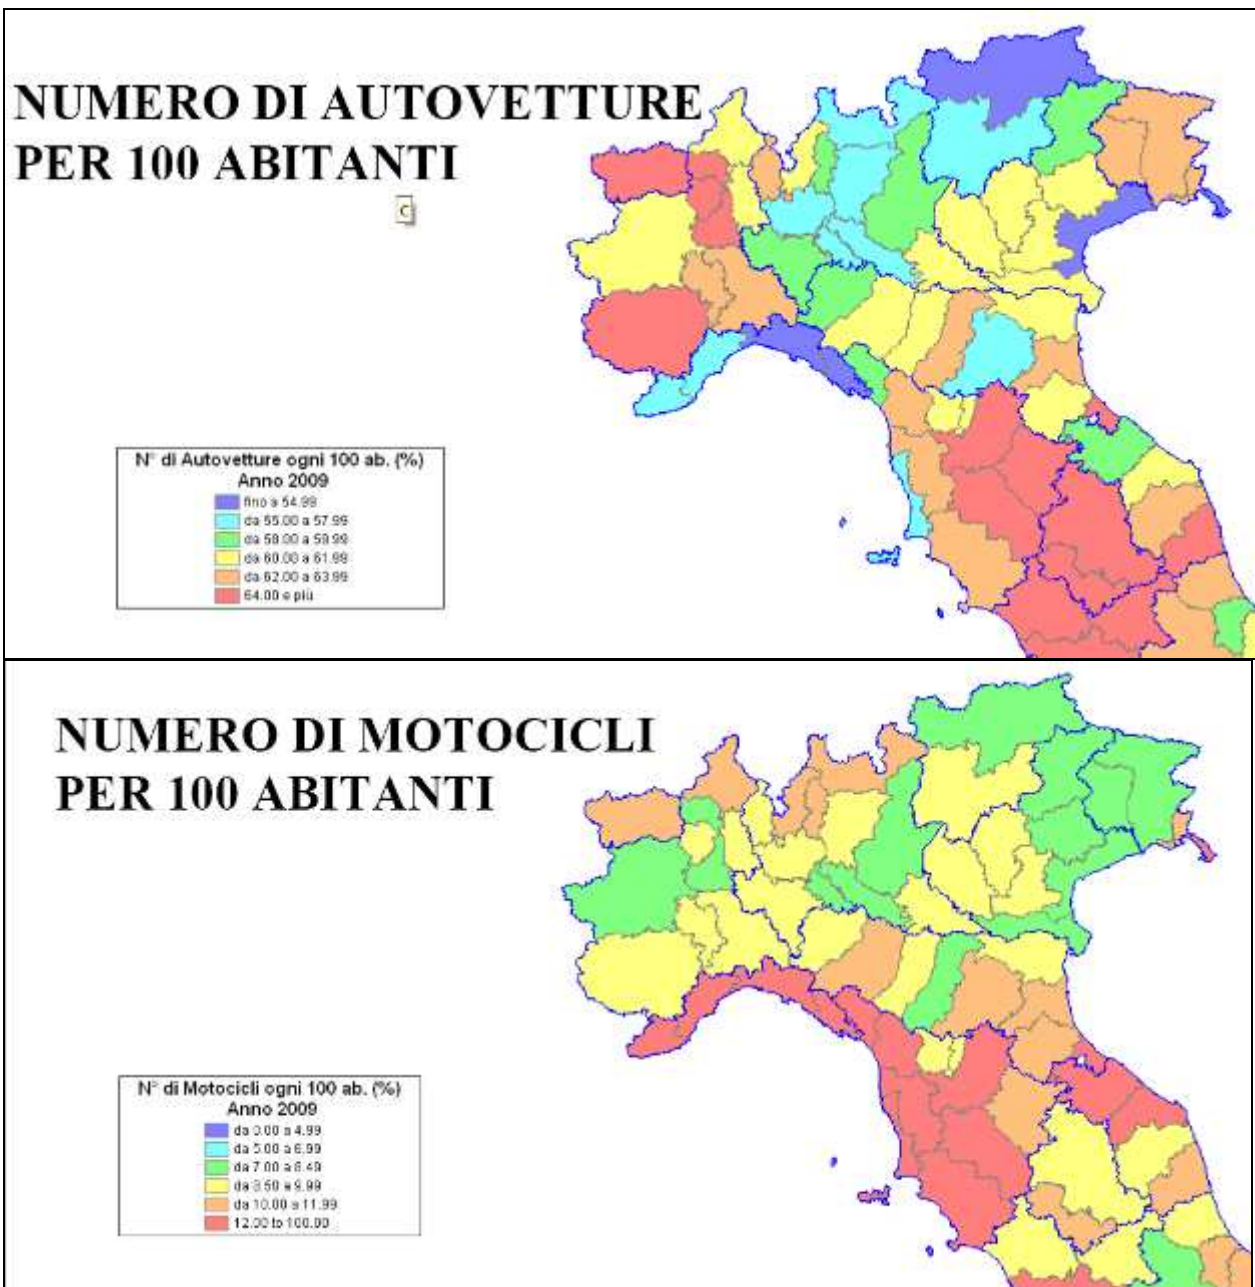 NUMERO DI AUTOVETTURE
PER 100 ABITANTI
C
N° di Autovetture ogni 100 ab. (%)
Anno 2009
fino a 54.99
da 55.00 a 57.99
da 58.00 a 59.99
da 60.00 a 61.99
da 62.00 a 63.99
64.00 e più
NUMERO DI MOTOCICLI
PER 100 ABITANTI
N° di Motocicli ogni 100 ab. (%)
Anno 2009
da 0.00 a 4.99
da 5.00 a 6.99
da 7.00 a 8.49
da 8.50 a 9.99
da 10.00 a 11.99
12.00 to 100.00